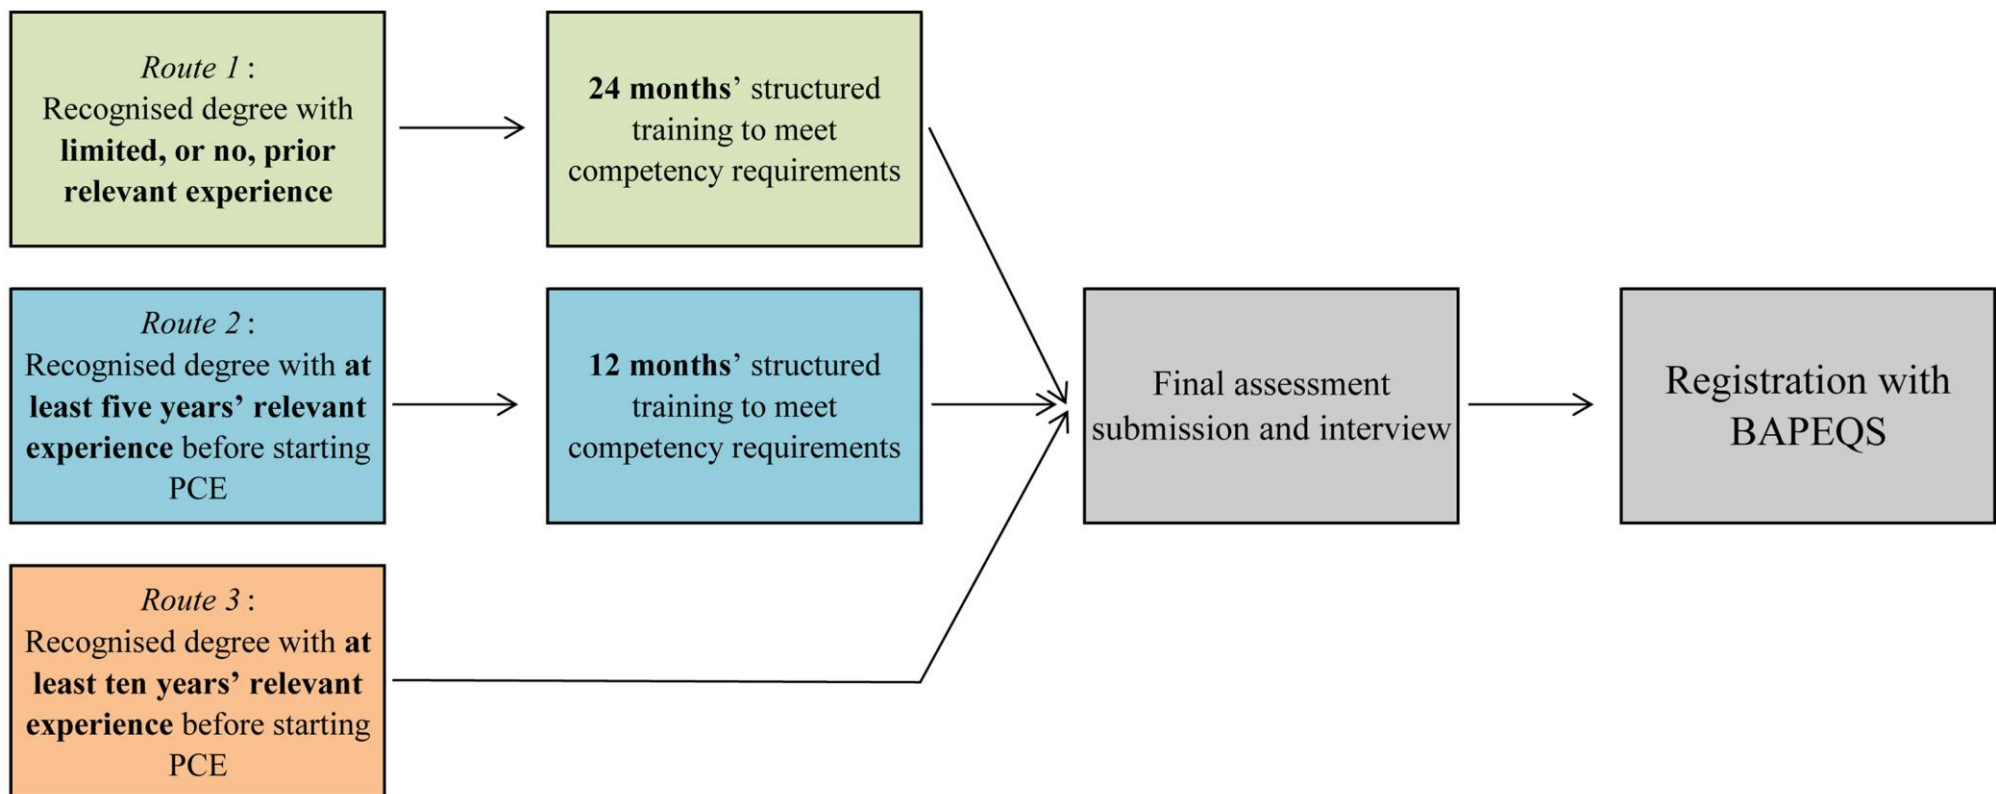 Route 1:
Recognised degree with
limited, or no, prior
relevant experience
24 months’ structured
training to meet
competency requirements
Route 2:
Recognised degree with at
least five years’ relevant
experience before starting
PCE
12 months’ structured
training to meet
competency requirements
Final assessment
submission and interview
Registration with
BAPEQS
Route 3:
Recognised degree with at
least ten years’ relevant
experience before starting
PCE